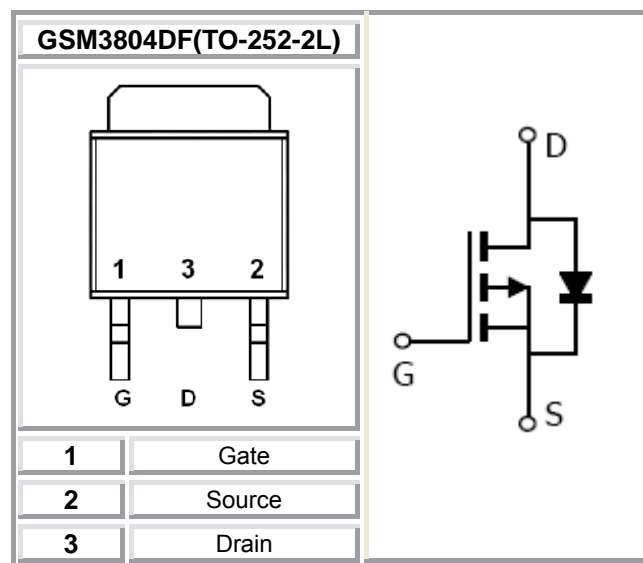 GSM3804DF(TO-252-2L)
1 3 2
G D S
1 Gate
2 Source
3 Drain
D
G
S